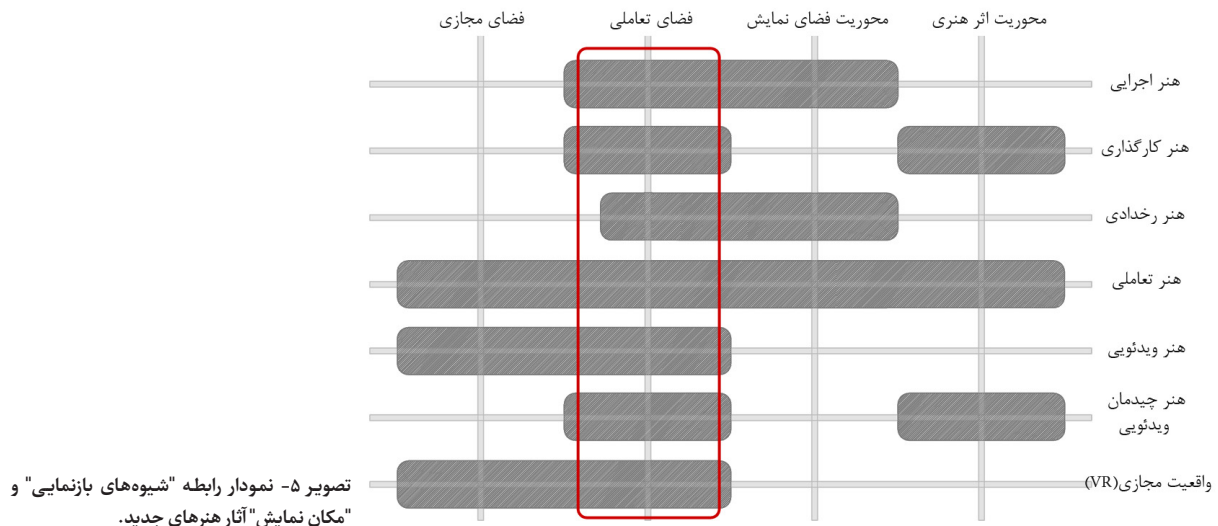 محوریت اثر هنری
محوریت فضای نمایش
فضای تعاملی
فضای مجازی
هنر اجرایی
هنر کارگذاری
هنر رخدادی
هنر تعاملی
هنر ویدئویی
هنر چیدمان
ویدئویی
واقعیت مجازی(VR)
تصویر ۵- نمودار رابطه "شیوه‌های بازنمایی" و
"مکان نمایش" آثار هنرهای جدید.